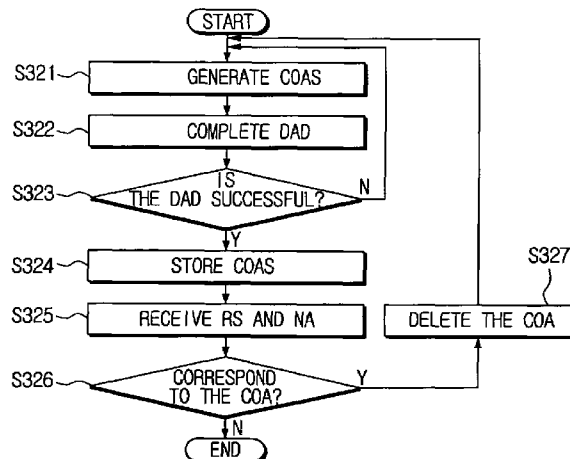 START
S321
GENERATE COAS
S322
COMPLETE DAD
S323
IS
THE DAD SUCCESSFUL?
N
Y
S324
STORE COAS
S327
S325
RECEIVE RS AND NA
DELETE THE COA
S326
CORRESPOND
TO THE COA?
Y
N
END